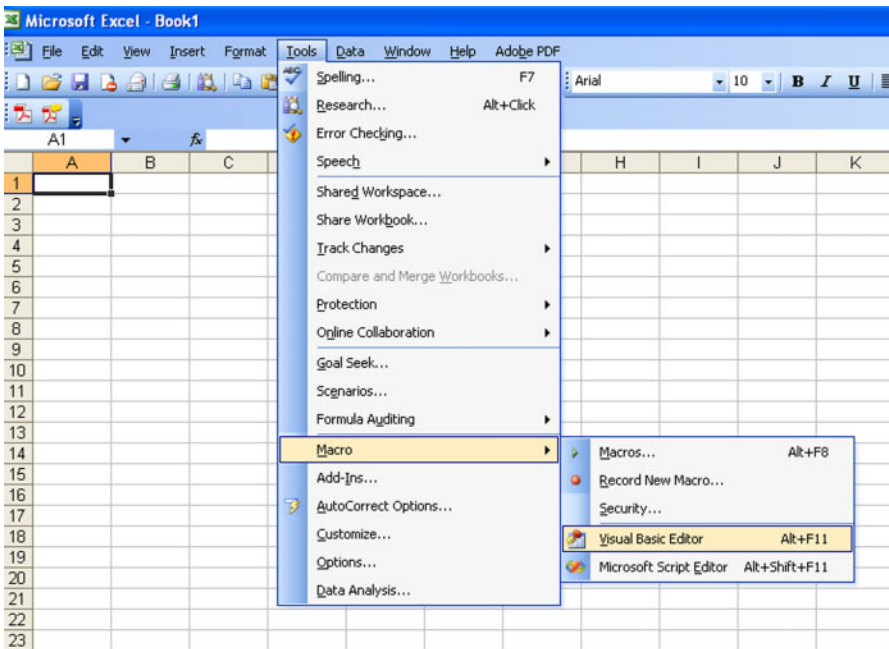 Microsoft Excel - Book1
File Edit View Insert Format Tools Data Window Help Adobe PDF
Arial 10 B I U
A1 fx
A B C H I J K
ABC Spelling... F7
Research... Alt+Click
Error Checking...
Speech
Shared Workspace...
Share Workbook...
Track Changes
Compare and Merge Workbooks...
Protection
Online Collaboration
Goal Seek...
Scenarios...
Formula Auditing
Macro
Add-Ins...
AutoCorrect Options...
Customize...
Options...
Data Analysis...
Macros... Alt+F8
Record New Macro...
Security...
Visual Basic Editor Alt+F11
Microsoft Script Editor Alt+Shift+F11
1
2
3
4
5
6
7
8
9
10
11
12
13
14
15
16
17
18
19
20
21
22
23